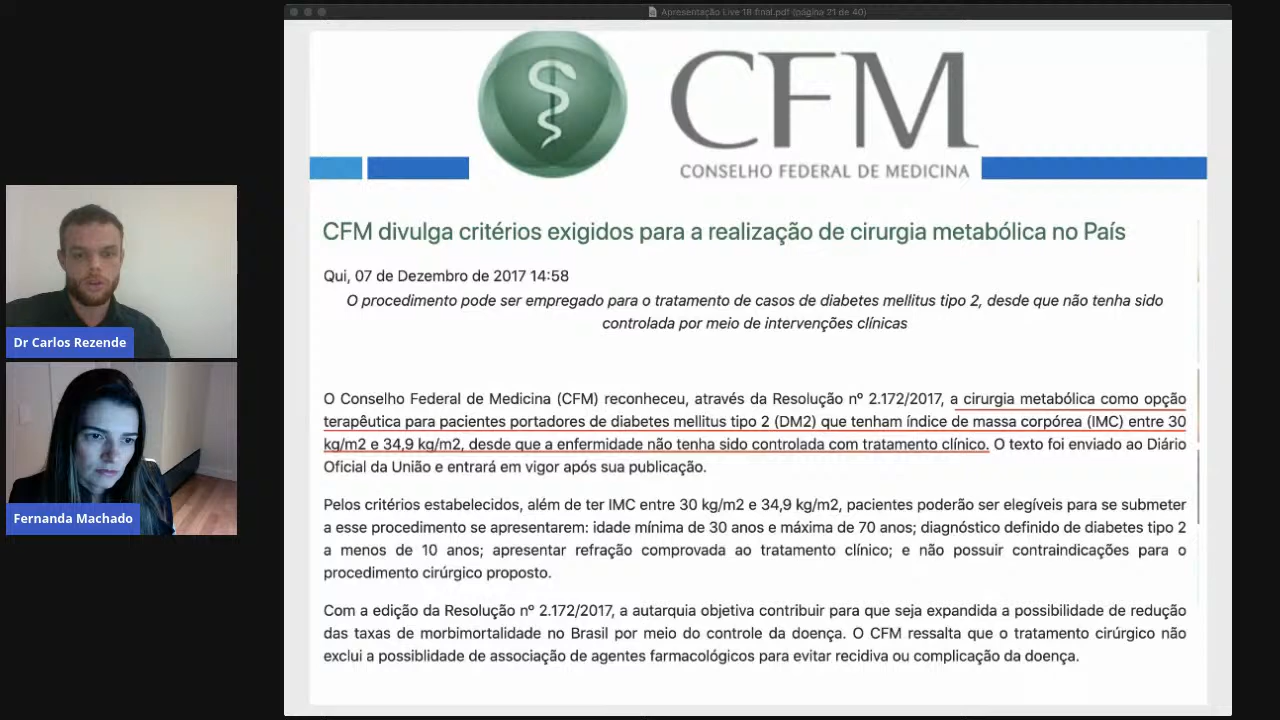 Apresentação Live 18 final.pdf (página 21 de 40)
CFM
CONSELHO FEDERAL DE MEDICINA
CFM divulga critérios exigidos para a realização de cirurgia metabólica no País
Qui, 07 de Dezembro de 2017 14:58
O procedimento pode ser empregado para o tratamento de casos de diabetes mellitus tipo 2, desde que não tenha sido
controlada por meio de intervenções clínicas
O Conselho Federal de Medicina (CFM) reconheceu, através da Resolução nº 2.172/2017, a cirurgia metabólica como opção
terapêutica para pacientes portadores de diabetes mellitus tipo 2 (DM2) que tenham índice de massa corpórea (IMC) entre 30
kg/m2 e 34,9 kg/m2, desde que a enfermidade não tenha sido controlada com tratamento clínico. O texto foi enviado ao Diário
Oficial da União e entrará em vigor após sua publicação.
Pelos critérios estabelecidos, além de ter IMC entre 30 kg/m2 e 34,9 kg/m2, pacientes poderão ser elegíveis para se submeter
a esse procedimento se apresentarem: idade mínima de 30 anos e máxima de 70 anos; diagnóstico definido de diabetes tipo 2
a menos de 10 anos; apresentar refração comprovada ao tratamento clínico; e não possuir contraindicações para o
procedimento cirúrgico proposto.
Com a edição da Resolução nº 2.172/2017, a autarquia objetiva contribuir para que seja expandida a possibilidade de redução
das taxas de morbimortalidade no Brasil por meio do controle da doença. O CFM ressalta que o tratamento cirúrgico não
exclui a possiblidade de associação de agentes farmacológicos para evitar recidiva ou complicação da doença.
Dr Carlos Rezende
Fernanda Machado